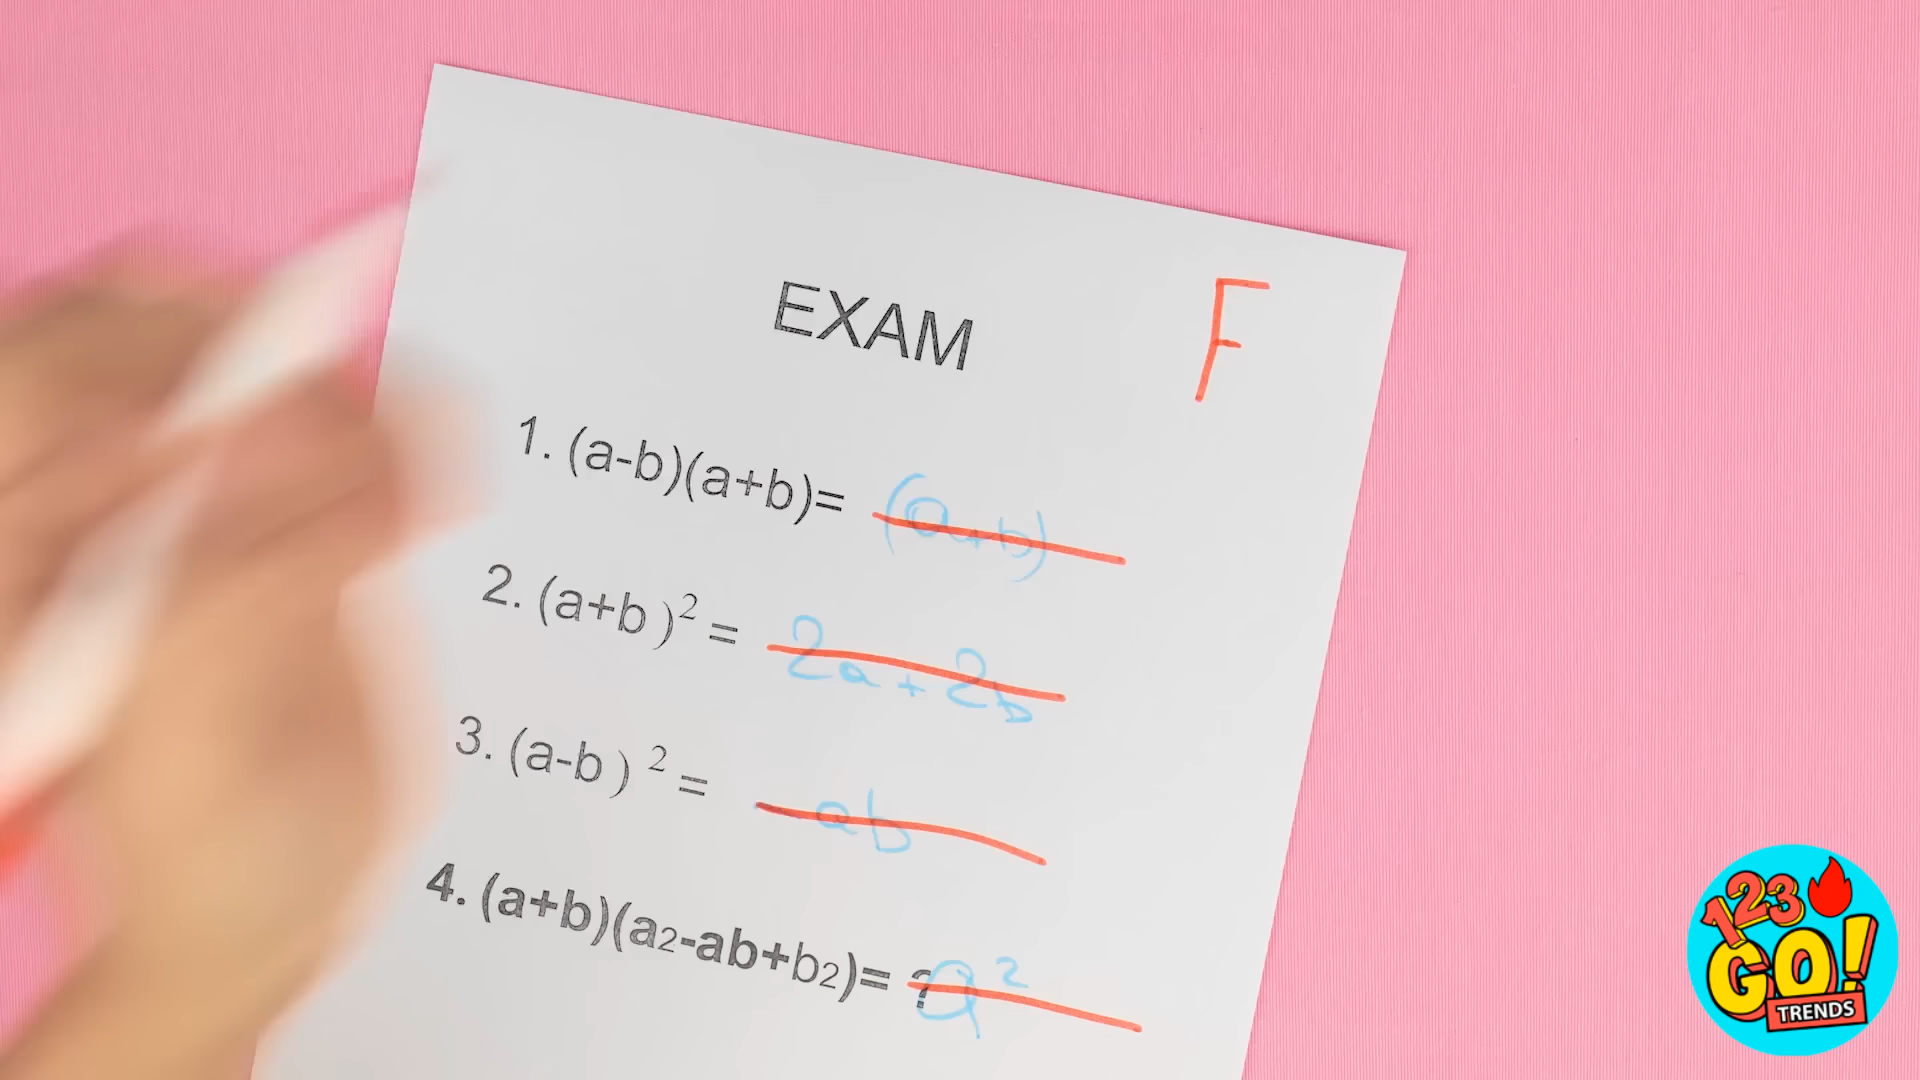 EXAM F
1. (a-b)(a+b)= (a+b)
2. (a+b)² = 2a+2b
3. (a-b) ² = ab
4. (a+b)(a2-ab+b2)= ? a²
123
GO!
TRENDS